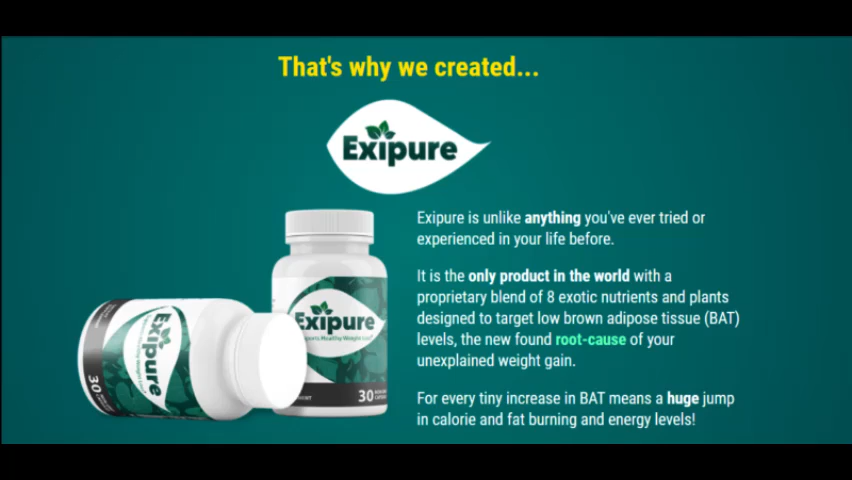 That's why we created...
Exipure
Exipure is unlike anything you've ever tried or
experienced in your life before.
It is the only product in the world with a
proprietary blend of 8 exotic nutrients and plants
designed to target low brown adipose tissue (BAT)
levels, the new found root-cause of your
unexplained weight gain.
For every tiny increase in BAT means a huge jump
in calorie and fat burning and energy levels!
Exipure
Supports Healthy Weight Loss
30
Exipure
30